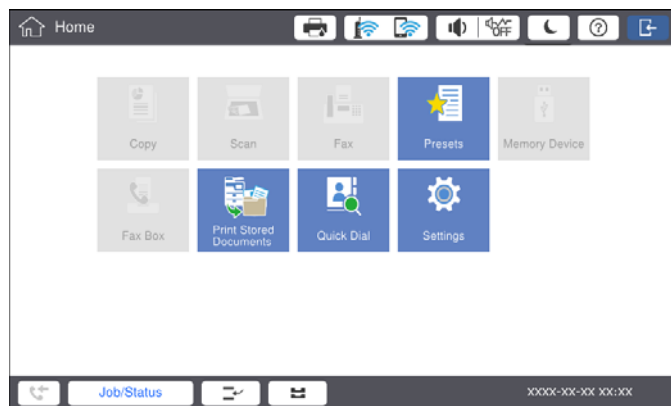 Home
OFF
Copy
Scan
Fax
Presets
Memory Device
Fax Box
Print Stored
Documents
Quick Dial
Settings
Job/Status
XXXX-XX-XX XX:XX